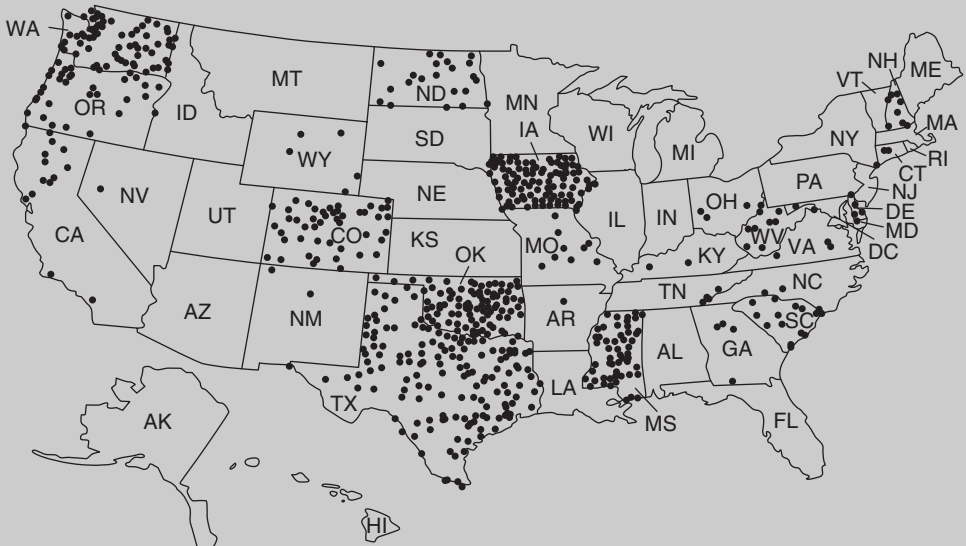 WA
MT
ND
MN
NH
VT
ME
OR
ID
WY
SD
IA
WI
MI
NY
MA
RI
CT
NV
UT
CO
NE
IL
IN
OH
PA
NJ
DE
MD
DC
CA
KS
OK
MO
KY
WV
VA
AZ
NM
AR
TN
NC
SC
TX
LA
MS
AL
GA
FL
AK
HI